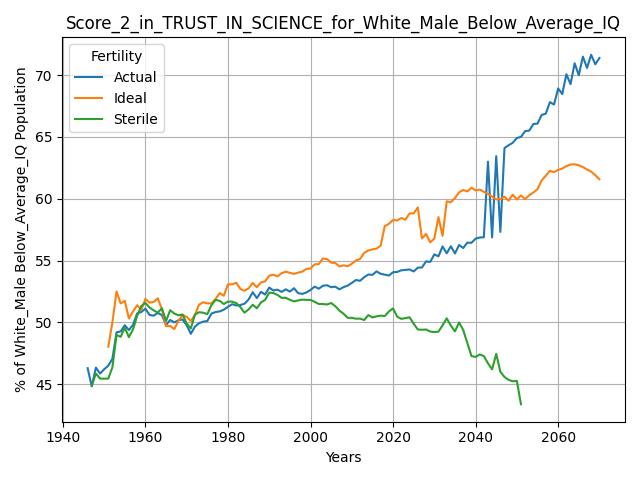 Score_2_in_TRUST_IN_SCIENCE_for_White_Male_Below_Average_IQ
Fertility
Actual
Ideal
Sterile
% of White_Male Below_Average_IQ Population
70
65
60
55
50
45
1940
1960
1980
2000
2020
2040
2060
Years